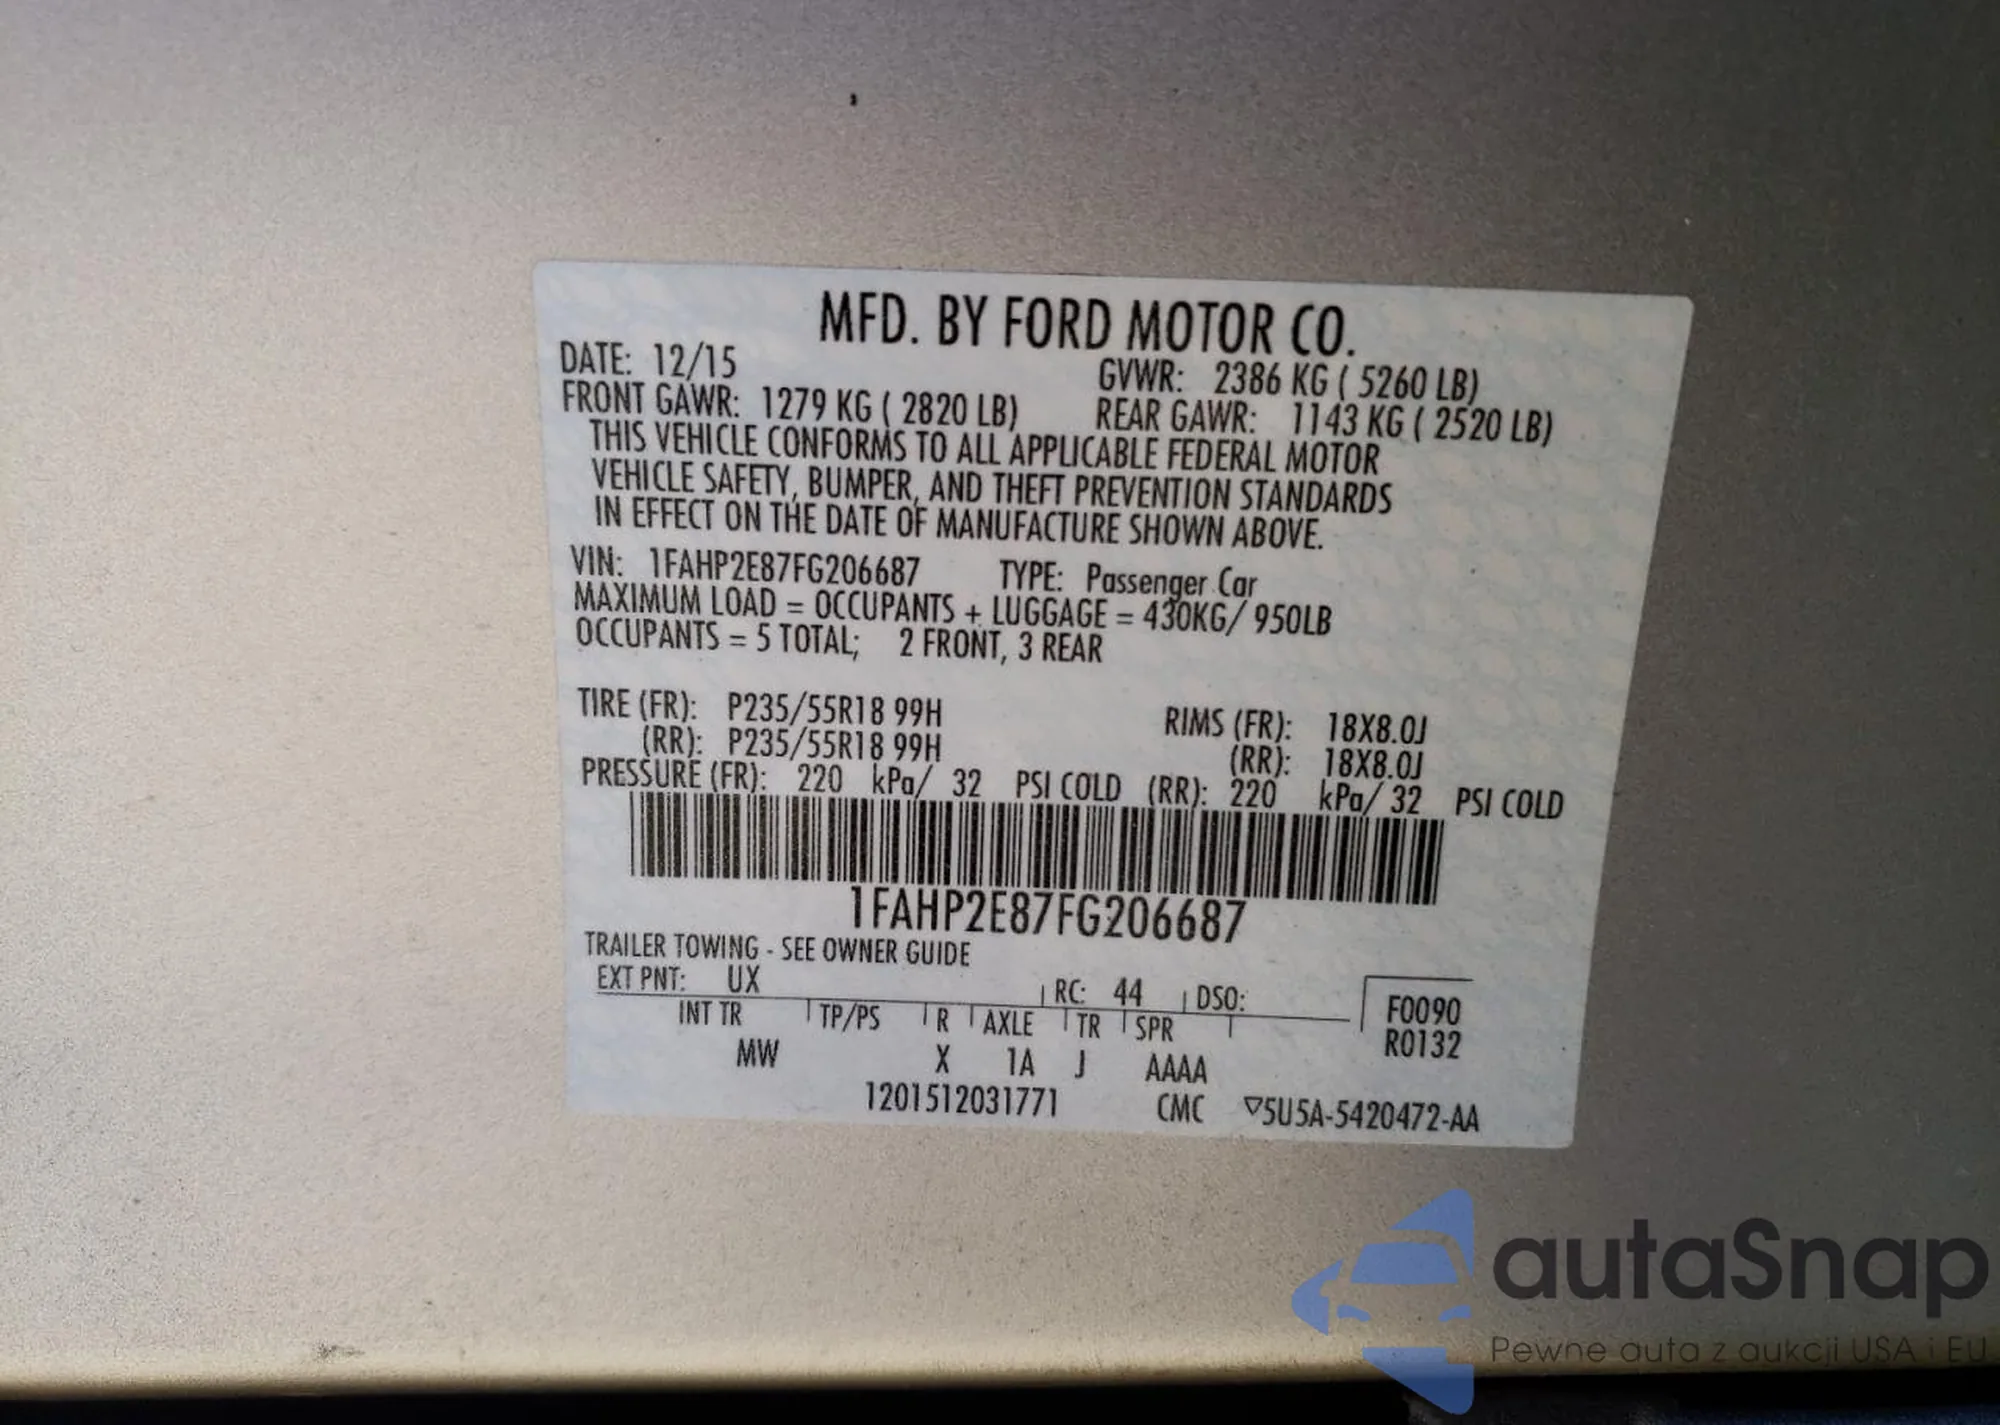 MFD. BY FORD MOTOR CO.
DATE: 12/15
GVWR: 2386 KG ( 5260 LB)
FRONT GAWR: 1279 KG ( 2820 LB) REAR GAWR: 1143 KG ( 2520 LB)
THIS VEHICLE CONFORMS TO ALL APPLICABLE FEDERAL MOTOR
VEHICLE SAFETY, BUMPER, AND THEFT PREVENTION STANDARDS
IN EFFECT ON THE DATE OF MANUFACTURE SHOWN ABOVE.
VIN: 1FAHP2E87FG206687 TYPE: Passenger Car
MAXIMUM LOAD = OCCUPANTS + LUGGAGE = 430KG/ 950LB
OCCUPANTS = 5 TOTAL; 2 FRONT, 3 REAR
TIRE (FR): P235/55R18 99H RIMS (FR): 18X8.0J
(RR): P235/55R18 99H (RR): 18X8.0J
PRESSURE (FR): 220 kPa/ 32 PSI COLD (RR): 220 kPa/ 32 PSI COLD
1FAHP2E87FG206687
TRAILER TOWING - SEE OWNER GUIDE
EXT PNT: UX RC: 44 DSO:
INT TR TP/PS R AXLE TR SPR
F0090
R0132
MW X 1A J AAAA
1201512031771 CMC ▽5U5A-5420472-AA
autaSnap
Pewne auta z aukcji USA i EU